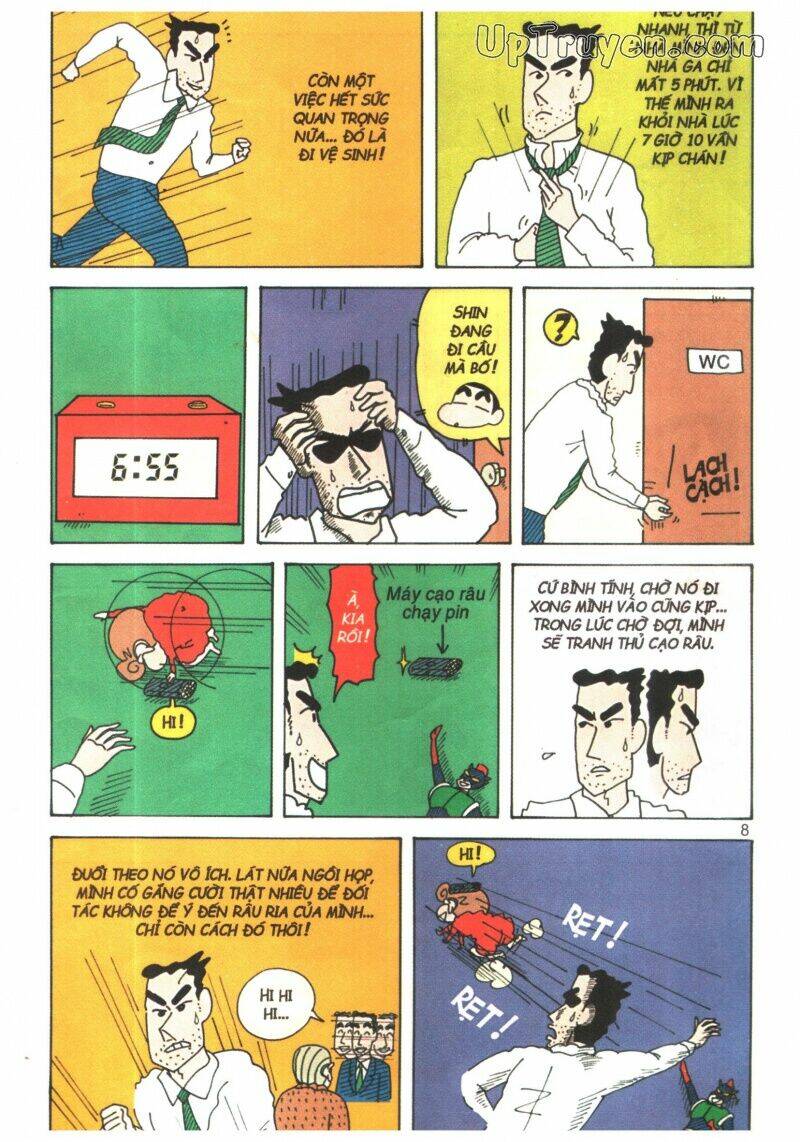 UpTruyen.com
NẾU CHẠY
NHANH THÌ TỪ
NHÀ MÌNH ĐẾN
NHÀ GA CHỈ
MẤT 5 PHÚT. VÌ
THẾ MÌNH RA
KHỎI NHÀ LÚC
7 GIỜ 10 VẪN
KỊP CHÁN!
CÒN MỘT
VIỆC HẾT SỨC
QUAN TRỌNG
NỮA... ĐÓ LÀ
ĐI VỆ SINH!
?
WC
LẠCH
CẠCH!
SHIN
ĐANG
ĐI CẦU
MÀ BỐ!
6:55
CỨ BÌNH TĨNH, CHỜ NÓ ĐI
XONG MÌNH VÀO CŨNG KỊP...
TRONG LÚC CHỜ ĐỢI, MÌNH
SẼ TRANH THỦ CẠO RÂU.
Máy cạo râu
chạy pin
À,
KIA
RỒI!
HI!
8
HI!
RẸT!
RẸT!
ĐUỔI THEO NÓ VÔ ÍCH. LÁT NỮA NGỒI HỌP,
MÌNH CỐ GẮNG CƯỜI THẬT NHIỀU ĐỂ ĐỐI
TÁC KHÔNG ĐỂ Ý ĐẾN RÂU RIA CỦA MÌNH...
CHỈ CÒN CÁCH ĐÓ THÔI!
HI HI
HI...